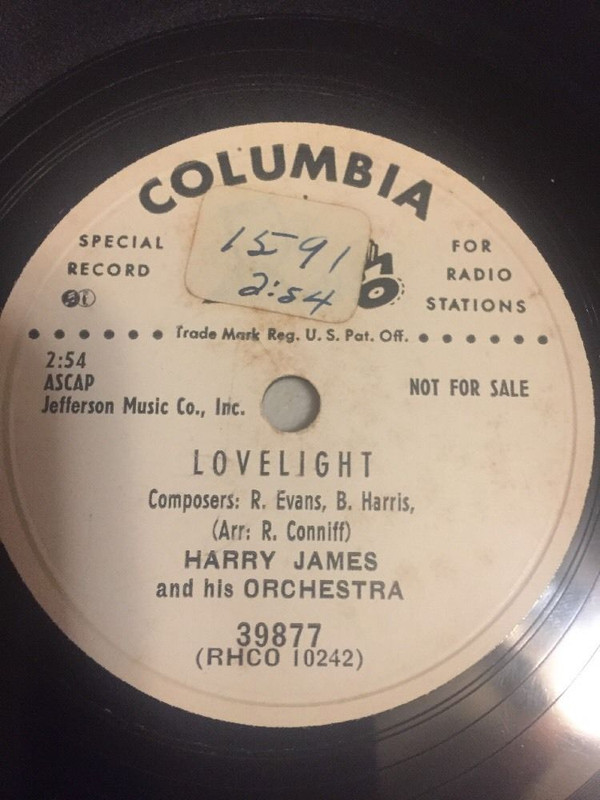 COLUMBIA
1591
2:54
SPECIAL
RECORD
FOR
RADIO
STATIONS
Trade Mark Reg. U. S. Pat. Off.
2:54
ASCAP
Jefferson Music Co., Inc.
NOT FOR SALE
LOVELIGHT
Composers: R. Evans, B. Harris,
(Arr: R. Conniff)
HARRY JAMES
and his ORCHESTRA
39877
(RHCO 10242)